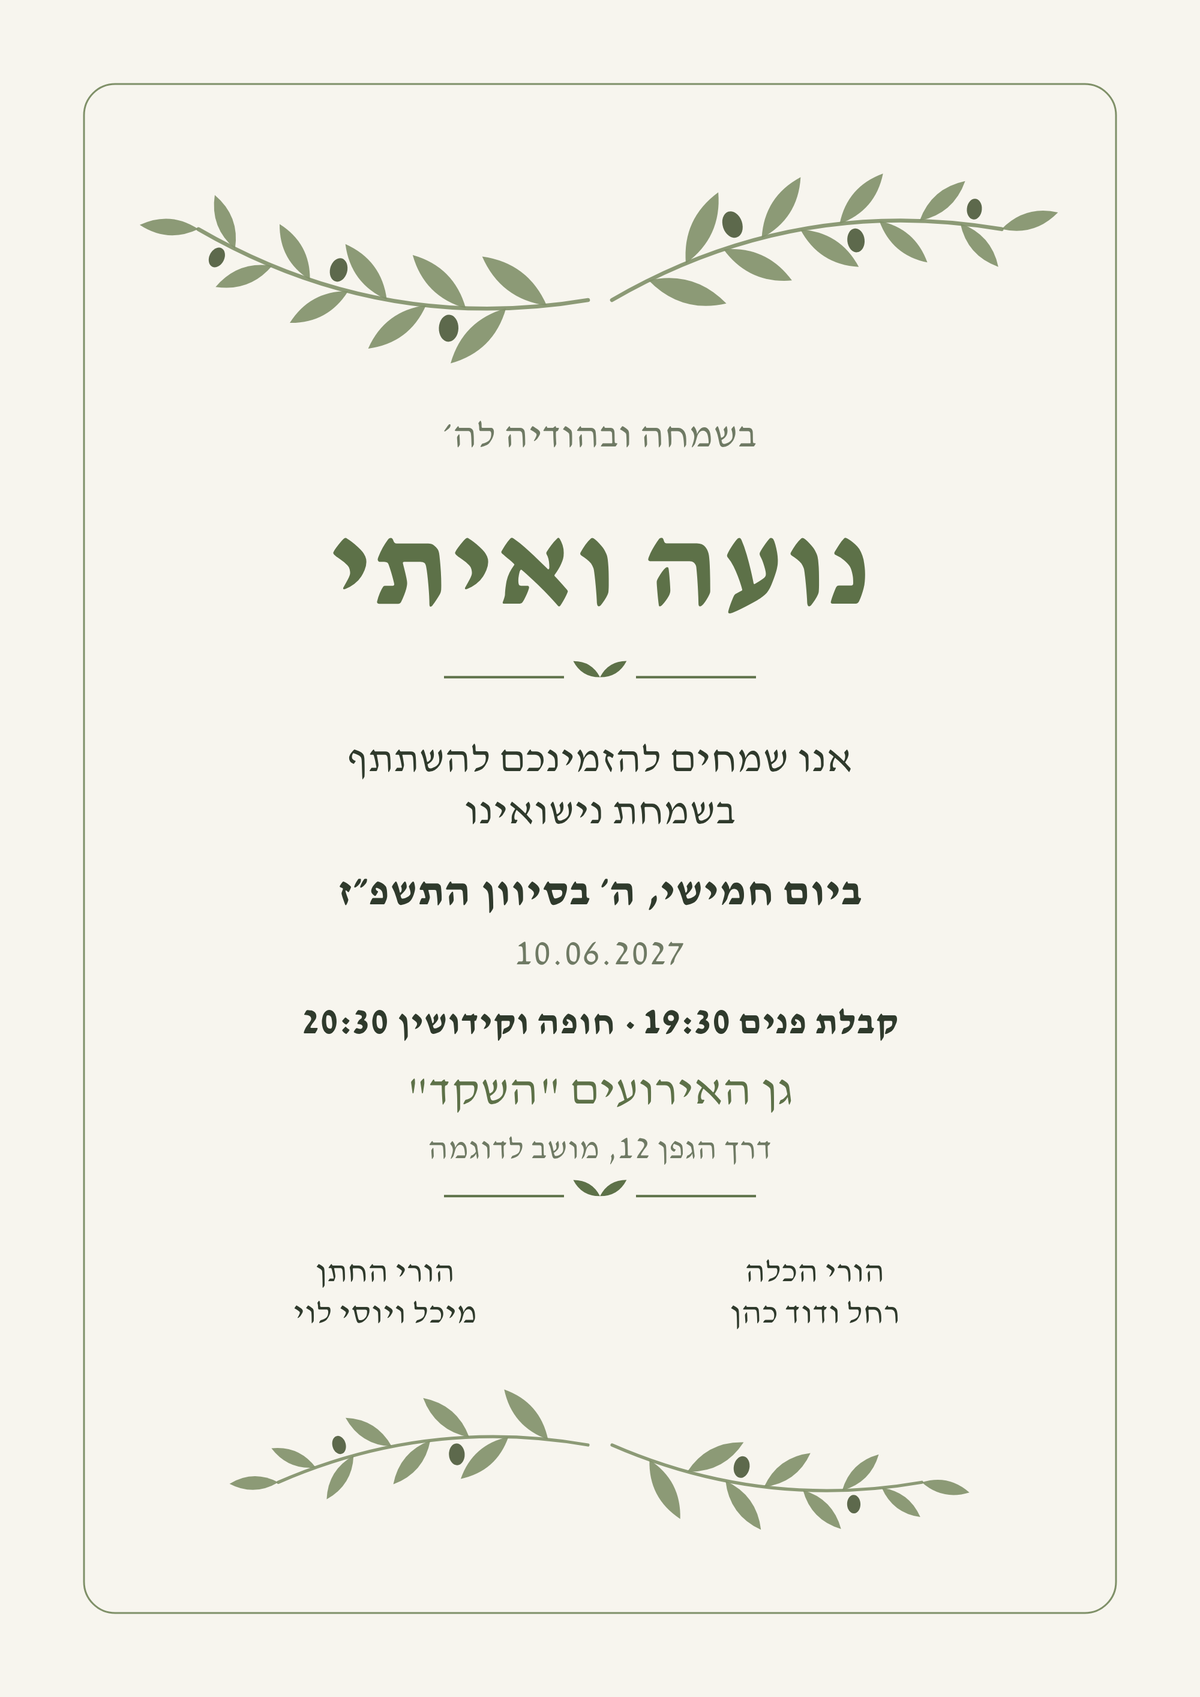 בשמחה ובהודיה לה׳
נועה ואיתי
אנו שמחים להזמינכם להשתתף
בשמחת נישואינו
ביום חמישי, ה׳ בסיוון התשפ״ז
10.06.2027
קבלת פנים 19:30 · חופה וקידושין 20:30
גן האירועים "השקד"
דרך הגפן 12, מושב לדוגמה
הורי הכלה
רחל ודוד כהן
הורי החתן
מיכל ויוסי לוי